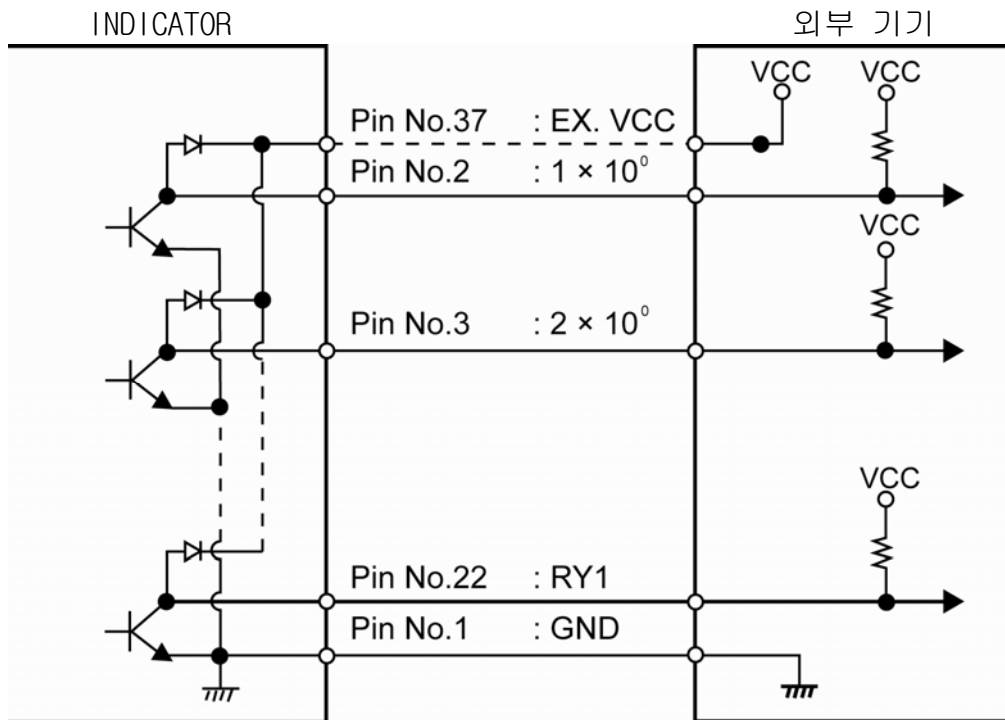 INDICATOR
외부 기기
VCC
VCC
Pin No.37 : EX. VCC
Pin No.2 : 1 × 10⁰
VCC
Pin No.3 : 2 × 10⁰
VCC
Pin No.22 : RY1
Pin No.1 : GND